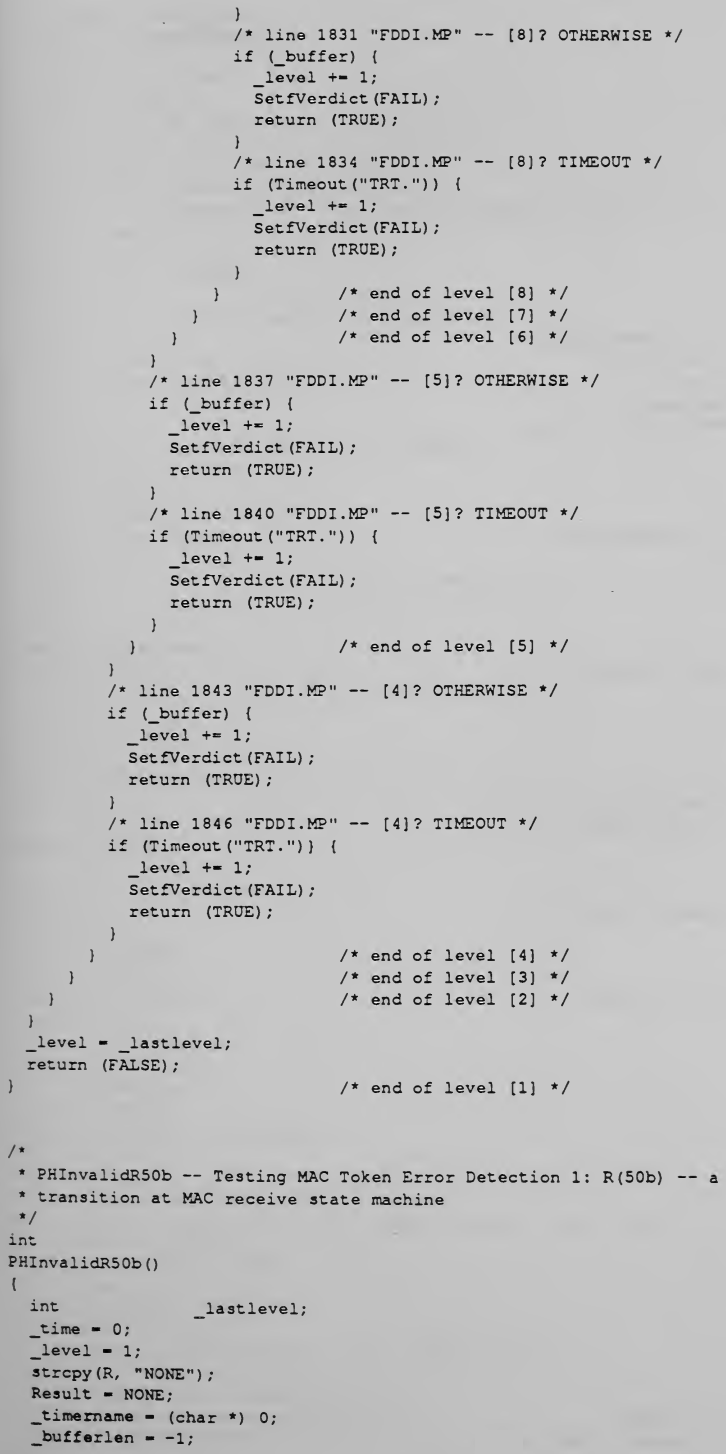 }
/* line 1831 "FDDI.MP" -- [8]? OTHERWISE */
if (_buffer) {
_level += 1;
SetfVerdict(FAIL);
return (TRUE);
}
/* line 1834 "FDDI.MP" -- [8]? TIMEOUT */
if (Timeout("TRT.")) {
_level += 1;
SetfVerdict(FAIL);
return (TRUE);
}
} /* end of level [8] */
} /* end of level [7] */
} /* end of level [6] */
}
/* line 1837 "FDDI.MP" -- [5]? OTHERWISE */
if (_buffer) {
_level += 1;
SetfVerdict(FAIL);
return (TRUE);
}
/* line 1840 "FDDI.MP" -- [5]? TIMEOUT */
if (Timeout("TRT.")) {
_level += 1;
SetfVerdict(FAIL);
return (TRUE);
}
} /* end of level [5] */
}
/* line 1843 "FDDI.MP" -- [4]? OTHERWISE */
if (_buffer) {
_level += 1;
SetfVerdict(FAIL);
return (TRUE);
}
/* line 1846 "FDDI.MP" -- [4]? TIMEOUT */
if (Timeout("TRT.")) {
_level += 1;
SetfVerdict(FAIL);
return (TRUE);
}
} /* end of level [4] */
} /* end of level [3] */
} /* end of level [2] */
}
_level = _lastlevel;
return (FALSE);
} /* end of level [1] */
/*
* PHInvalidR50b -- Testing MAC Token Error Detection 1: R(50b) -- a
* transition at MAC receive state machine
*/
int
PHInvalidR50b()
{
int _lastlevel;
_time = 0;
_level = 1;
strcpy(R, "NONE");
Result = NONE;
_timername = (char *) 0;
_bufferlen = -1;